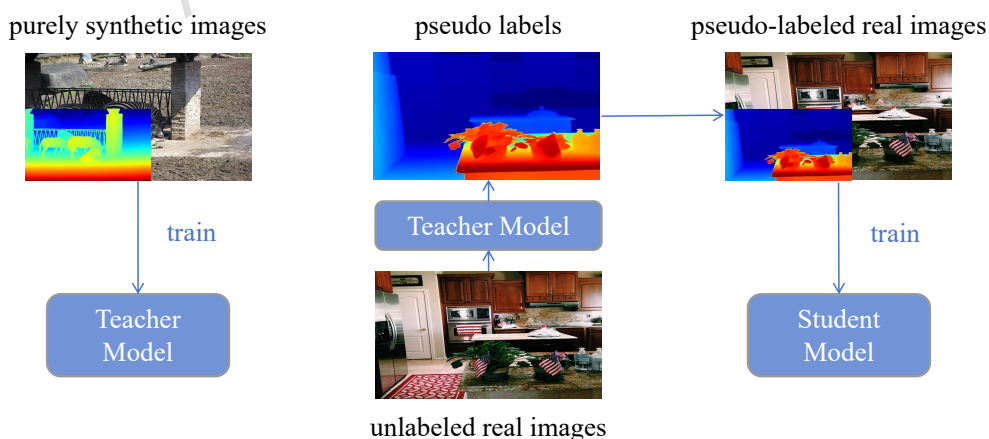 purely synthetic images
pseudo labels
pseudo-labeled real images
train
Teacher Model
train
Teacher
Model
Student
Model
unlabeled real images